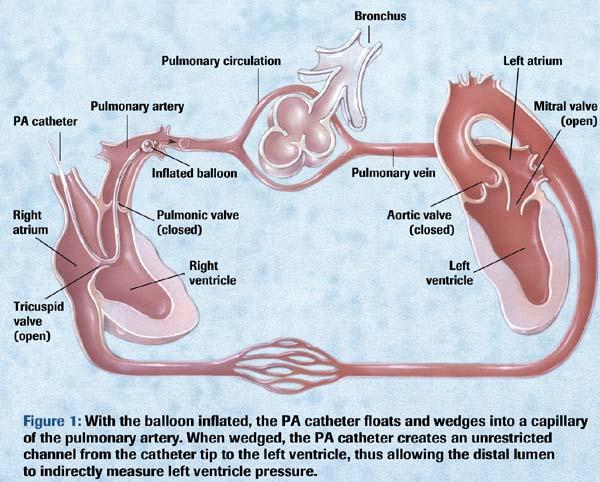 Bronchus
Pulmonary circulation
Left atrium
Pulmonary artery
Mitral valve
(open)
PA catheter
Inflated balloon
Pulmonary vein
Right
atrium
Pulmonic valve
(closed)
Aortic valve
(closed)
Right
ventricle
Left
ventricle
Tricuspid
valve
(open)
Figure 1: With the balloon inflated, the PA catheter floats and wedges into a capillary
of the pulmonary artery. When wedged, the PA catheter creates an unrestricted
channel from the catheter tip to the left ventricle, thus allowing the distal lumen
to indirectly measure left ventricle pressure.